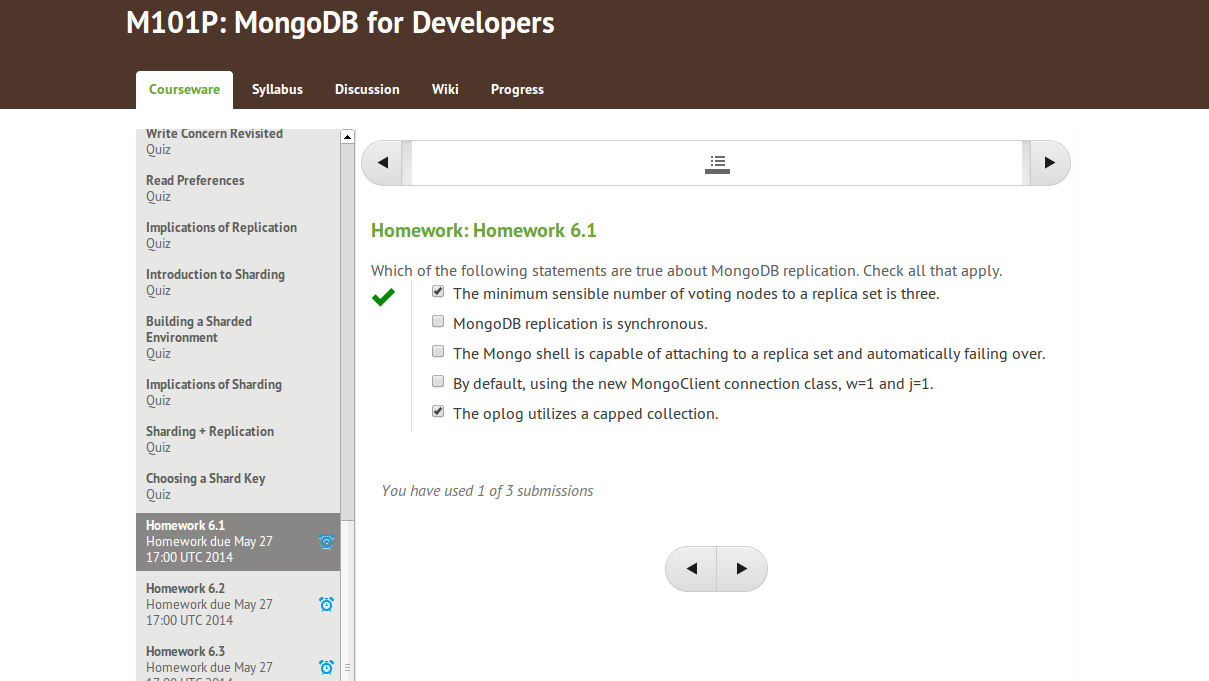 M101P: MongoDB for Developers
Courseware
Syllabus
Discussion
Wiki
Progress
Write Concern Revisited
Quiz
Read Preferences
Quiz
Implications of Replication
Quiz
Introduction to Sharding
Quiz
Building a Sharded
Environment
Quiz
Implications of Sharding
Quiz
Sharding + Replication
Quiz
Choosing a Shard Key
Quiz
Homework 6.1
Homework due May 27
17:00 UTC 2014
Homework 6.2
Homework due May 27
17:00 UTC 2014
Homework 6.3
Homework due May 27
17:00 UTC 2014
Homework: Homework 6.1
Which of the following statements are true about MongoDB replication. Check all that apply.
The minimum sensible number of voting nodes to a replica set is three.
MongoDB replication is synchronous.
The Mongo shell is capable of attaching to a replica set and automatically failing over.
By default, using the new MongoClient connection class, w=1 and j=1.
The oplog utilizes a capped collection.
You have used 1 of 3 submissions